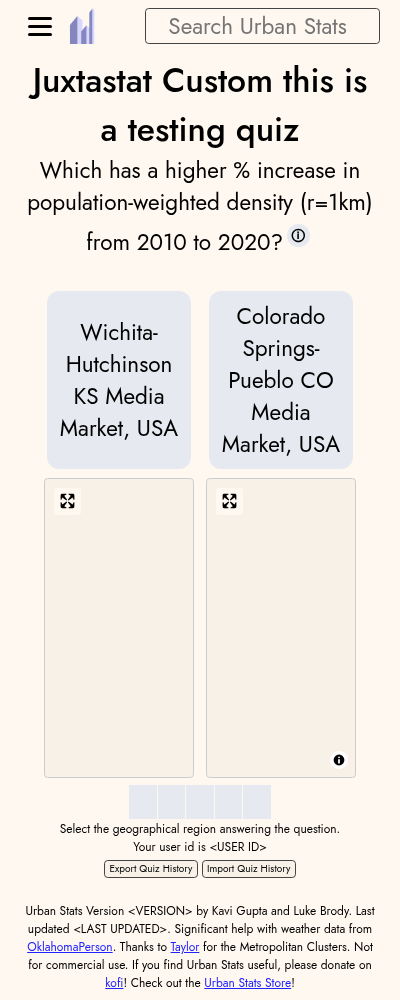 Search Urban Stats
Juxtastat Custom this is
a testing quiz
Which has a higher % increase in
population-weighted density (r=1km)
from 2010 to 2020?
Wichita-
Hutchinson
KS Media
Market, USA
Colorado
Springs-
Pueblo CO
Media
Market, USA
Select the geographical region answering the question.
Your user id is <USER ID>
Export Quiz History Import Quiz History
Urban Stats Version <VERSION> by Kavi Gupta and Luke Brody. Last
updated <LAST UPDATED>. Significant help with weather data from
OklahomaPerson. Thanks to Taylor for the Metropolitan Clusters. Not
for commercial use. If you find Urban Stats useful, please donate on
kofi! Check out the Urban Stats Store!